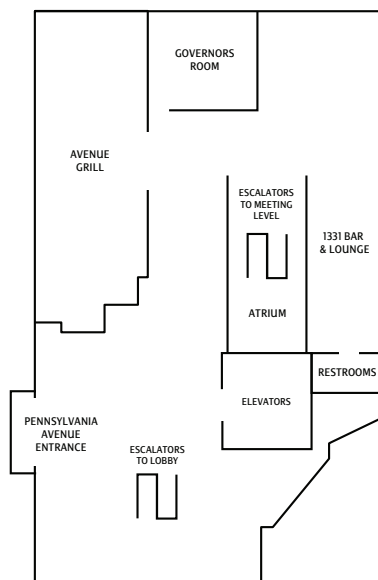 GOVERNORS
ROOM
AVENUE
GRILL
ESCALATORS
TO MEETING
LEVEL
1331 BAR
& LOUNGE
ATRIUM
RESTROOMS
ELEVATORS
PENNSYLVANIA
AVENUE
ENTRANCE
ESCALATORS
TO LOBBY